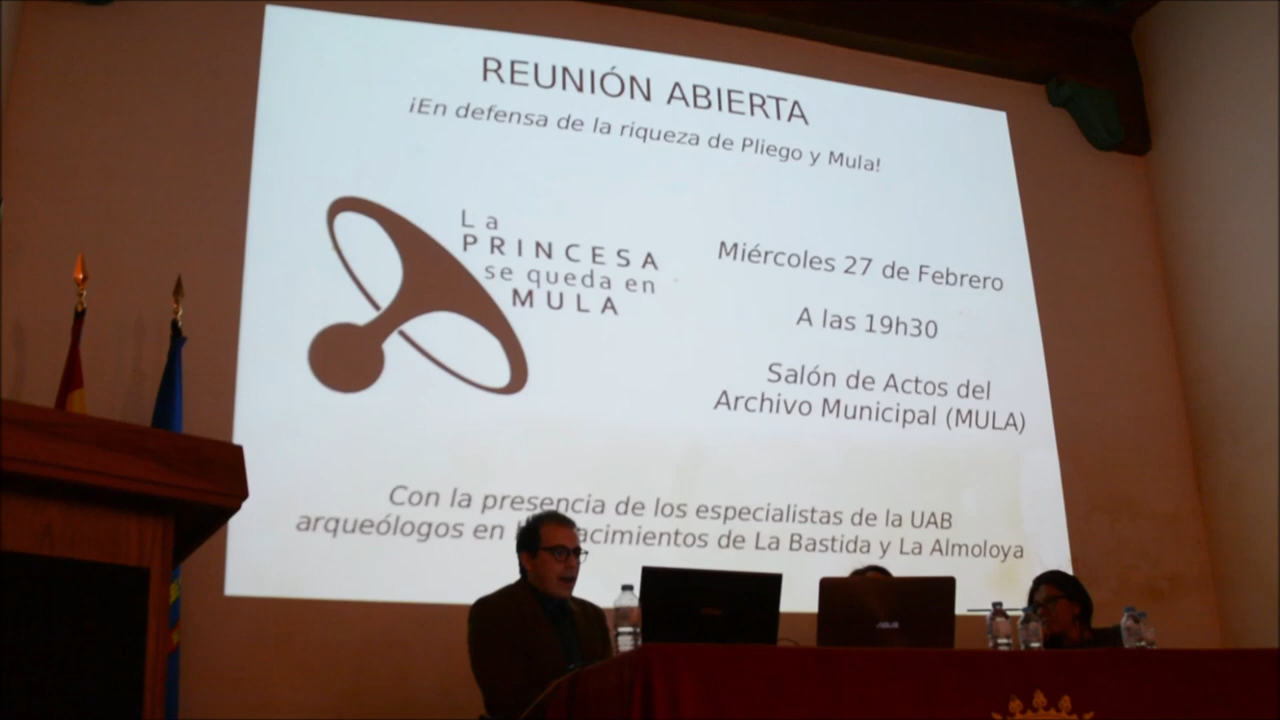 REUNIÓN ABIERTA
¡En defensa de la riqueza de Pliego y Mula!
La
PRINCESA
se queda en
MULA
Miércoles 27 de Febrero
A las 19h30
Salón de Actos del
Archivo Municipal (MULA)
Con la presencia de los especialistas de la UAB
arqueólogos en acimientos de La Bastida y La Almoloya
ASUS